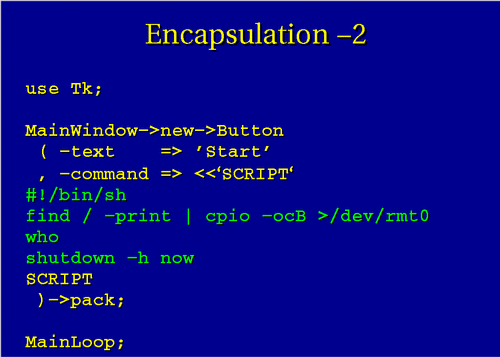 Encapsulation –2
use Tk;
MainWindow–>new–>Button
( –text    => ’Start’
, –command => <<‘SCRIPT‘
#!/bin/sh
find / –print | cpio –ocB >/dev/rmt0
who
shutdown –h now
SCRIPT
)–>pack;
MainLoop;